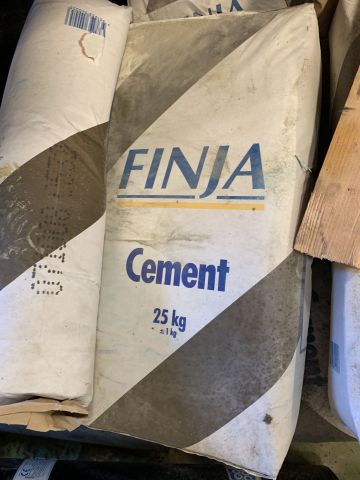 FINJA
Cement
25 kg
± 1 kg